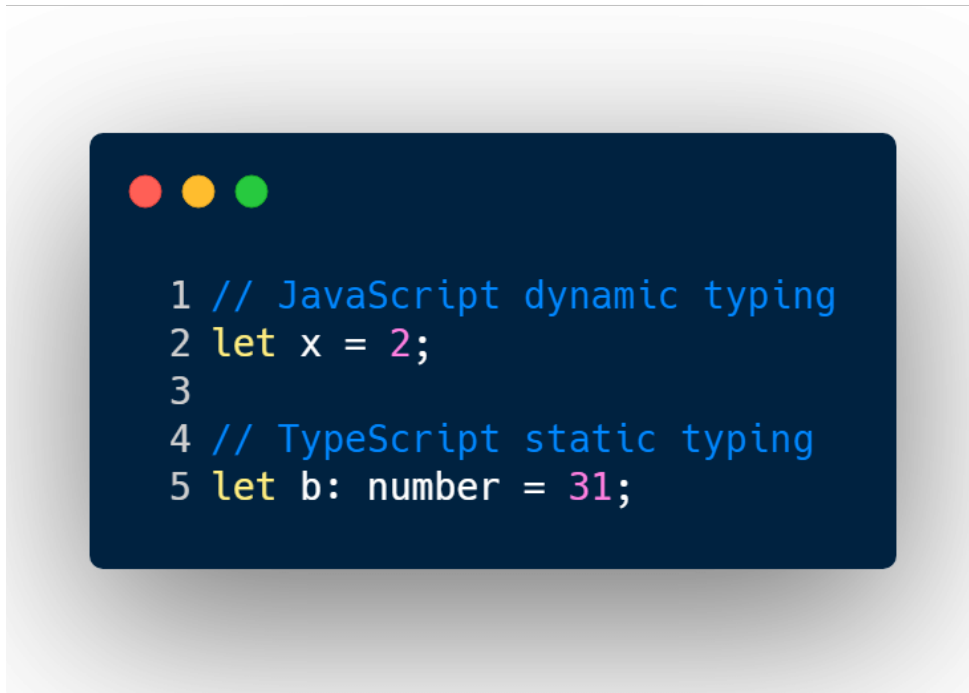 1 // JavaScript dynamic typing
2 let x = 2;
3
4 // TypeScript static typing
5 let b: number = 31;